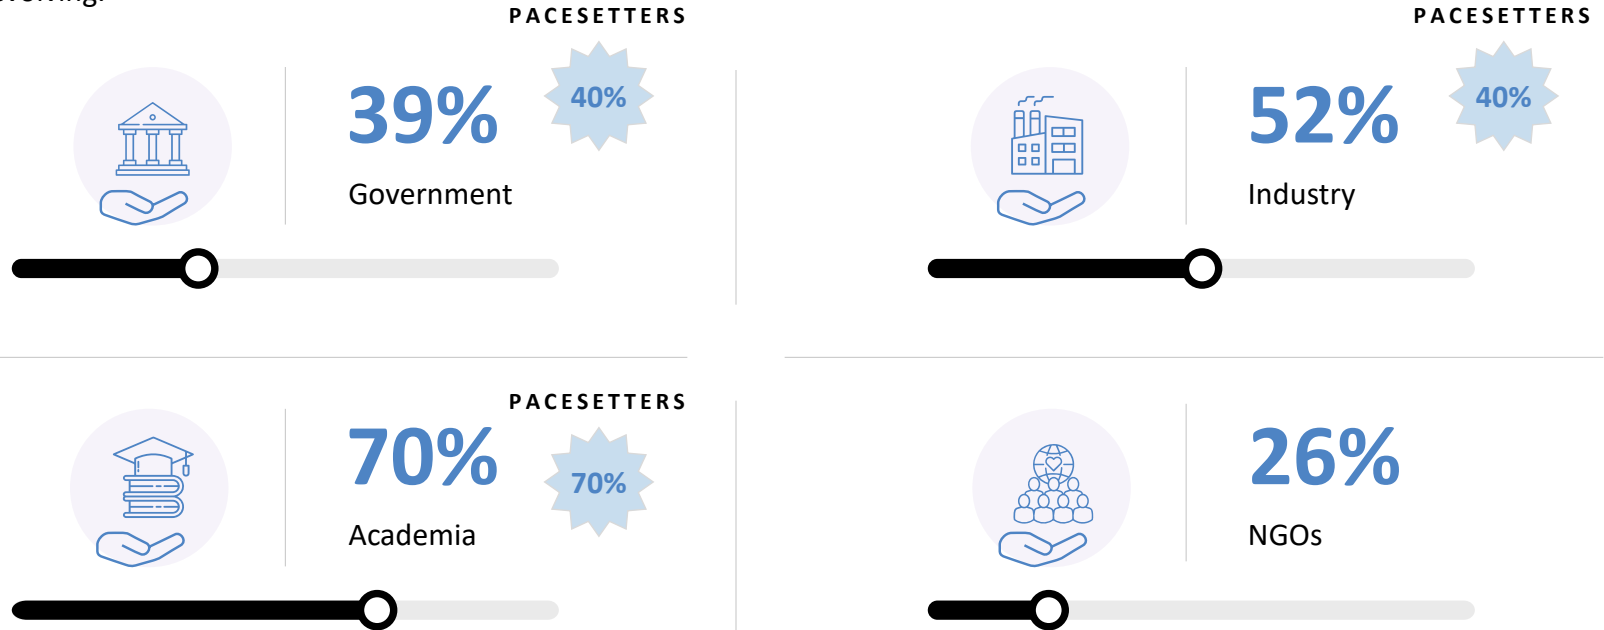 PACESETTERS
39%
40%
Government
PACESETTERS
52%
40%
Industry
PACESETTERS
70%
70%
Academia
26%
NGOs